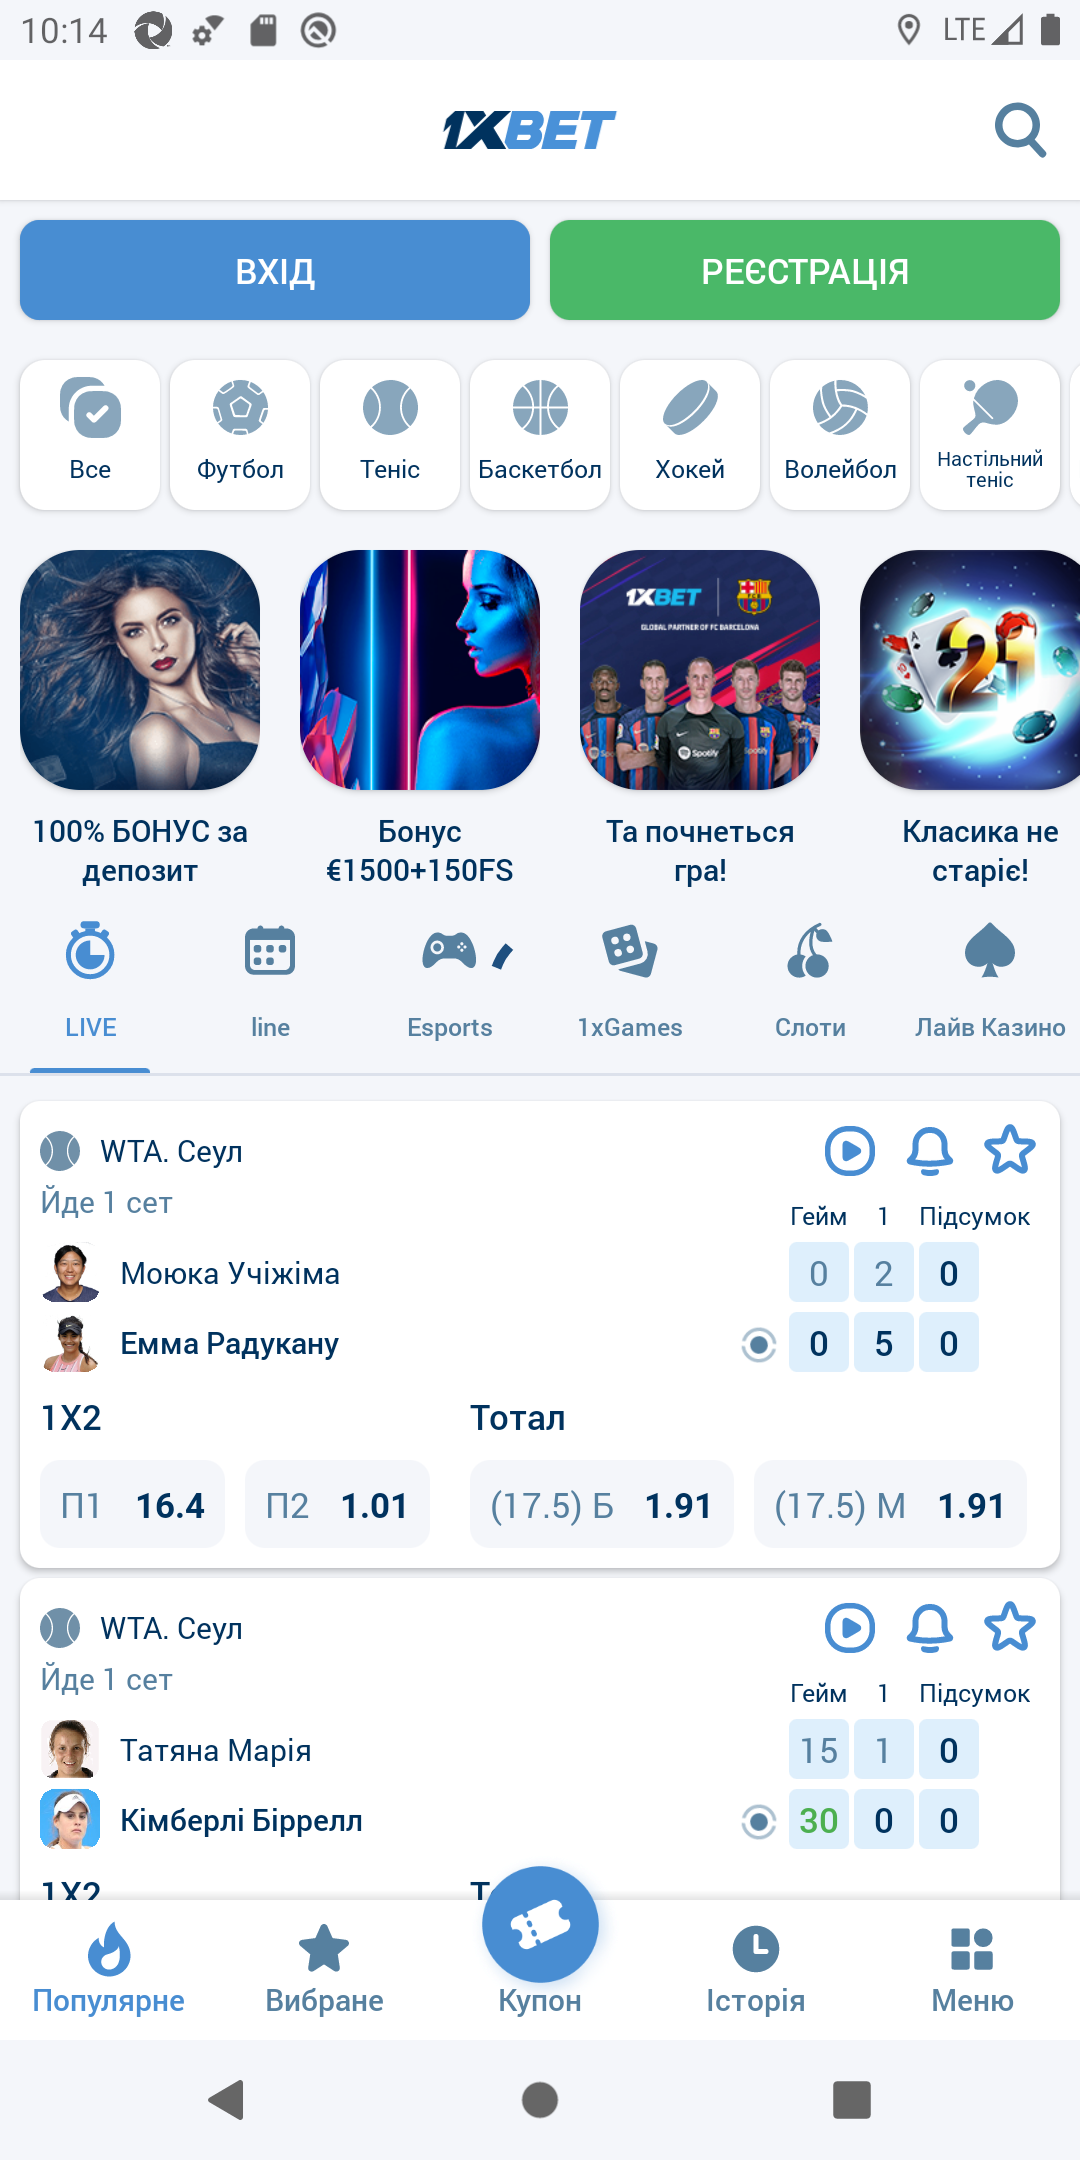 10:14 LTE
1XBET
ВХІД РЕЄСТРАЦІЯ
Все Футбол Теніс Баскетбол Хокей Волейбол Настільний теніс
1XBET
GLOBAL PARTNER OF FC BARCELONA
Spotify
21
100% БОНУС за депозит
Бонус €1500+150FS
Та почнеться гра!
Класика не старіє!
LIVE line Esports 1xGames Слоти Лайв Казино
WTA. Сеул
Йде 1 сет
Гейм 1 Підсумок
Моюка Учіжіма 0 2 0
Емма Радукану 0 5 0
1X2 Тотал
П1 16.4 П2 1.01 (17.5) Б 1.91 (17.5) М 1.91
WTA. Сеул
Йде 1 сет
Гейм 1 Підсумок
Татяна Марія 15 1 0
Кімберлі Біррелл 30 0 0
1X2
Популярне Вибране Купон Історія Меню